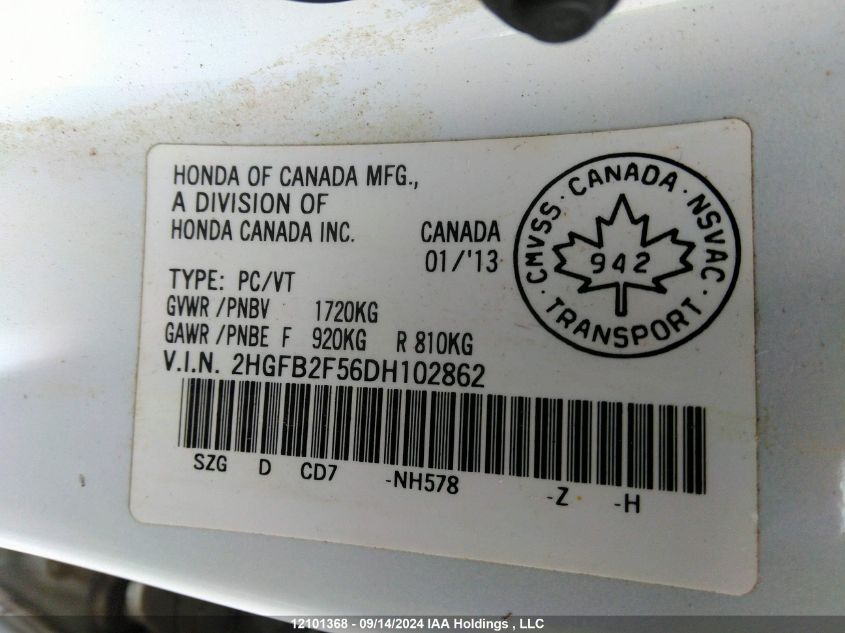 HONDA OF CANADA MFG.,
A DIVISION OF
HONDA CANADA INC. CANADA
01/'13
TYPE: PC/VT
GVWR /PNBV 1720KG
GAWR /PNBE F 920KG R 810KG
V.I.N. 2HGFB2F56DH102862
SZG D CD7 -NH578 -Z -H
CMVSS · CANADA · NSVAC
942
· TRANSPORT ·
12101368 - 09/14/2024 IAA Holdings , LLC